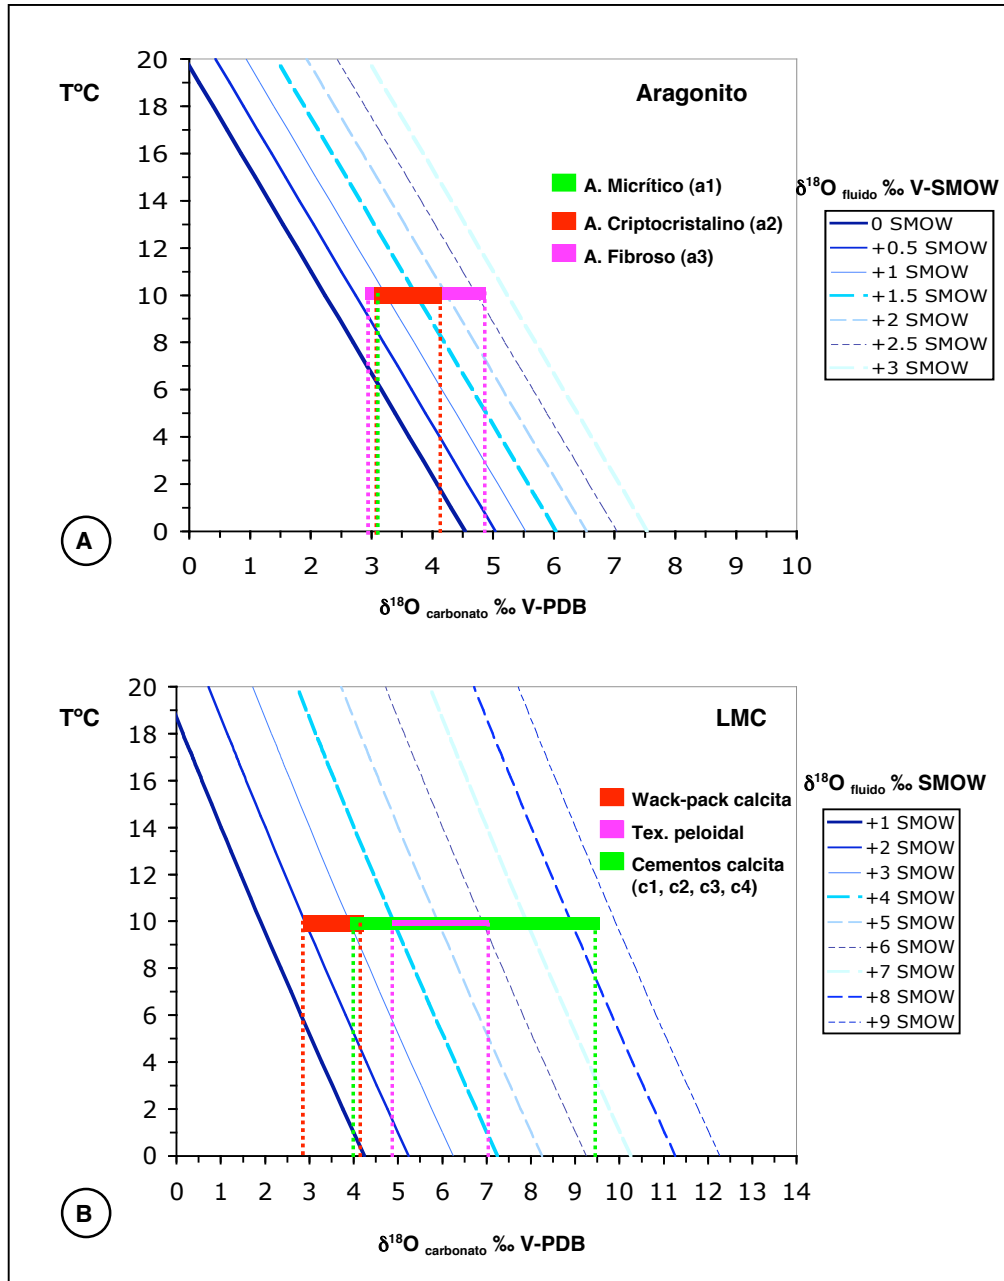 20
18
16
14
12
10
8
6
4
2
0
TºC
Aragonito
A. Micrítico (a1)
A. Criptocristalino (a2)
A. Fibroso (a3)
δ18O fluido ‰ V-SMOW
0 SMOW
+0.5 SMOW
+1 SMOW
+1.5 SMOW
+2 SMOW
+2.5 SMOW
+3 SMOW
0 1 2 3 4 5 6 7 8 9 10
δ18O carbonato ‰ V-PDB
A
20
18
16
14
12
10
8
6
4
2
0
TºC
LMC
Wack-pack calcita
Tex. peloidal
Cementos calcita
(c1, c2, c3, c4)
δ18O fluido ‰ SMOW
+1 SMOW
+2 SMOW
+3 SMOW
+4 SMOW
+5 SMOW
+6 SMOW
+7 SMOW
+8 SMOW
+9 SMOW
0 1 2 3 4 5 6 7 8 9 10 11 12 13 14
δ18O carbonato ‰ V-PDB
B